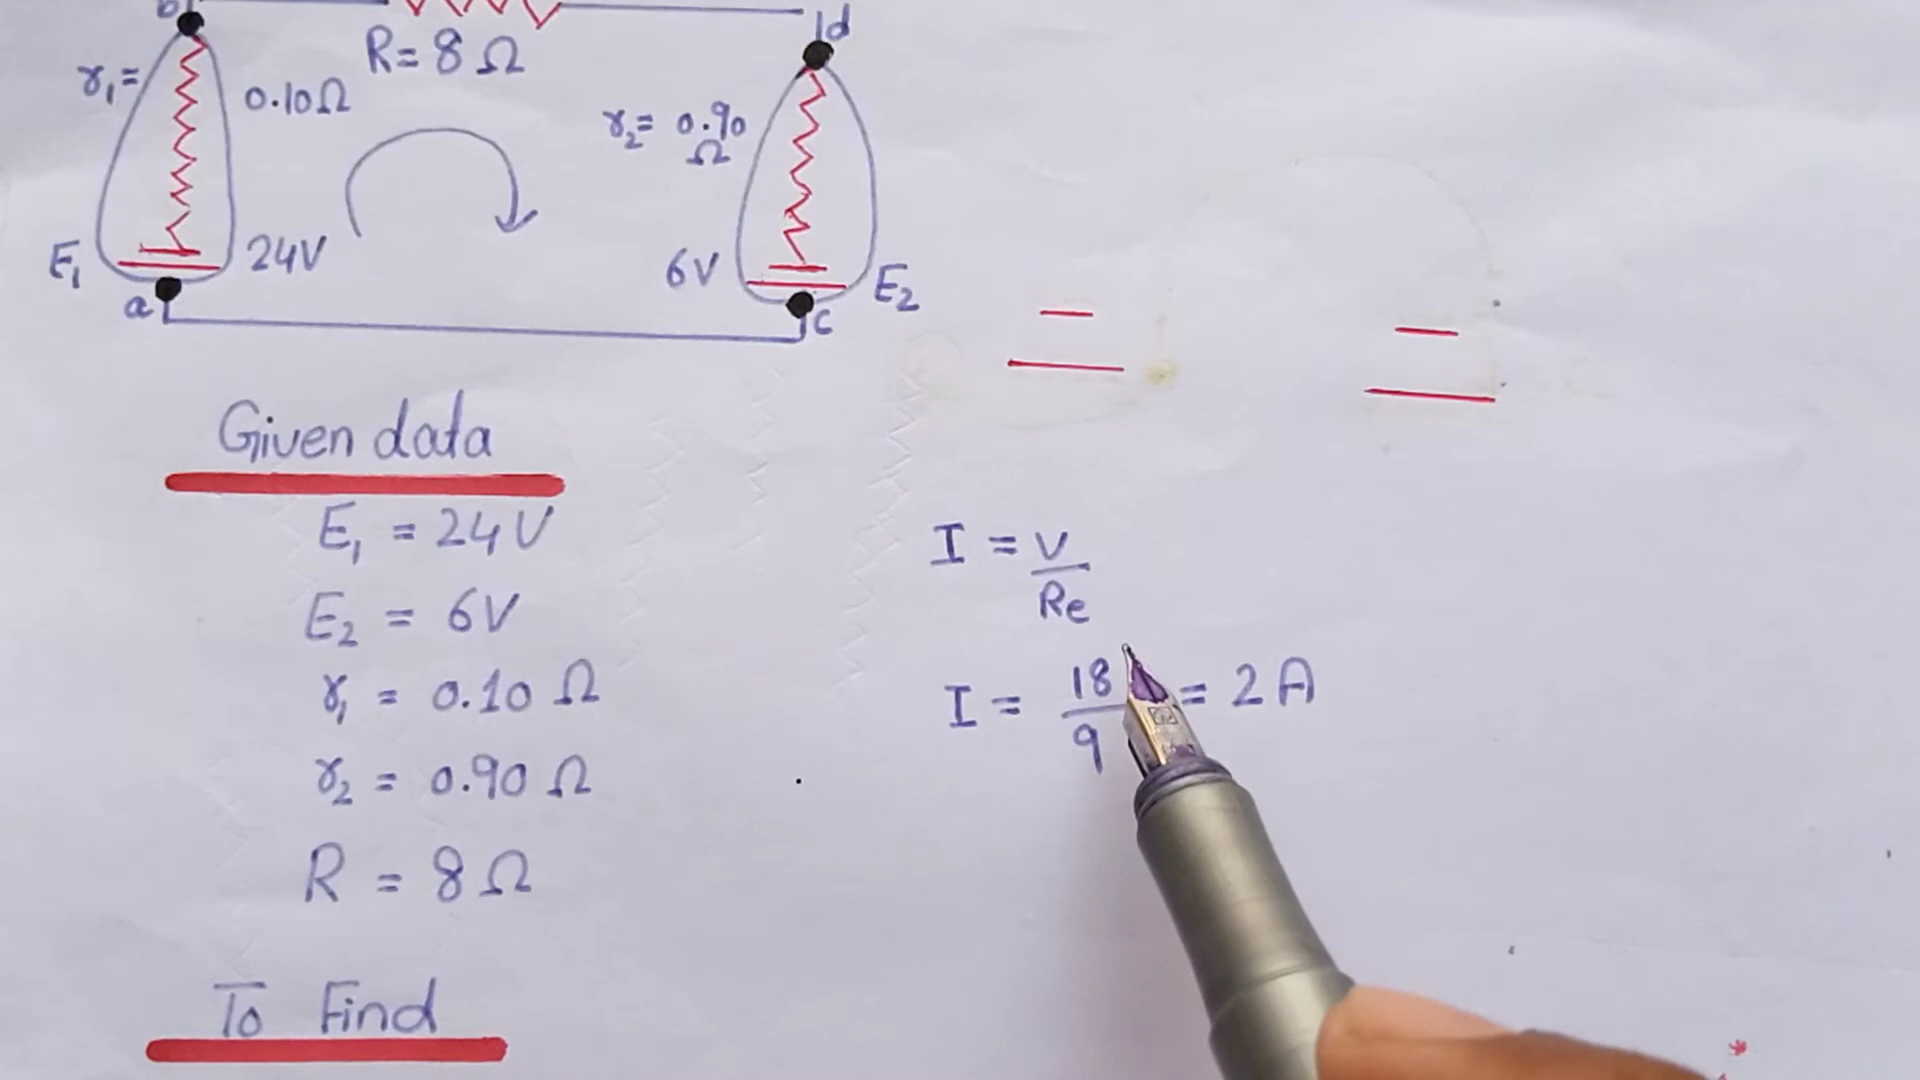 b
d
R= 8 Ω
r₁=
0.10Ω
r₂= 0.90
Ω
E₁
24V
6V
E₂
a
c
Given data
E₁ = 24V
E₂ = 6V
r₁ = 0.10 Ω
r₂ = 0.90 Ω
R = 8 Ω
To Find
I = V
Re
I = 18
9
= 2 A